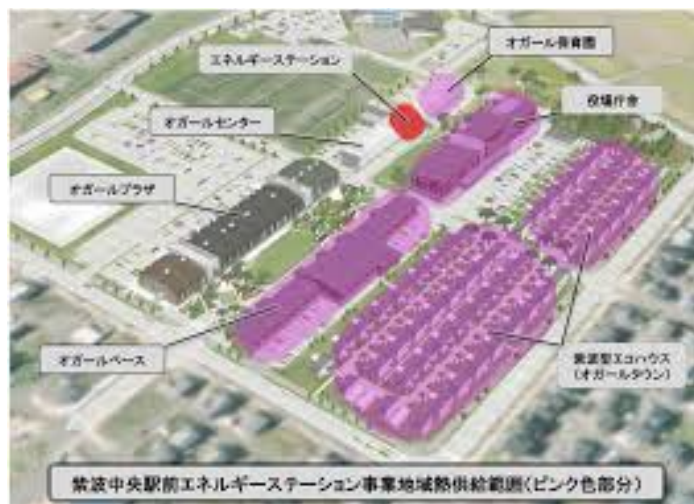 オガール保育園
エネルギーステーション
役場庁舎
オガールセンター
オガールプラザ
オガールベース
紫波型エコハウス
(オガールタウン)
紫波中央駅前エネルギーステーション事業地域熱供給範囲(ピンク色部分)